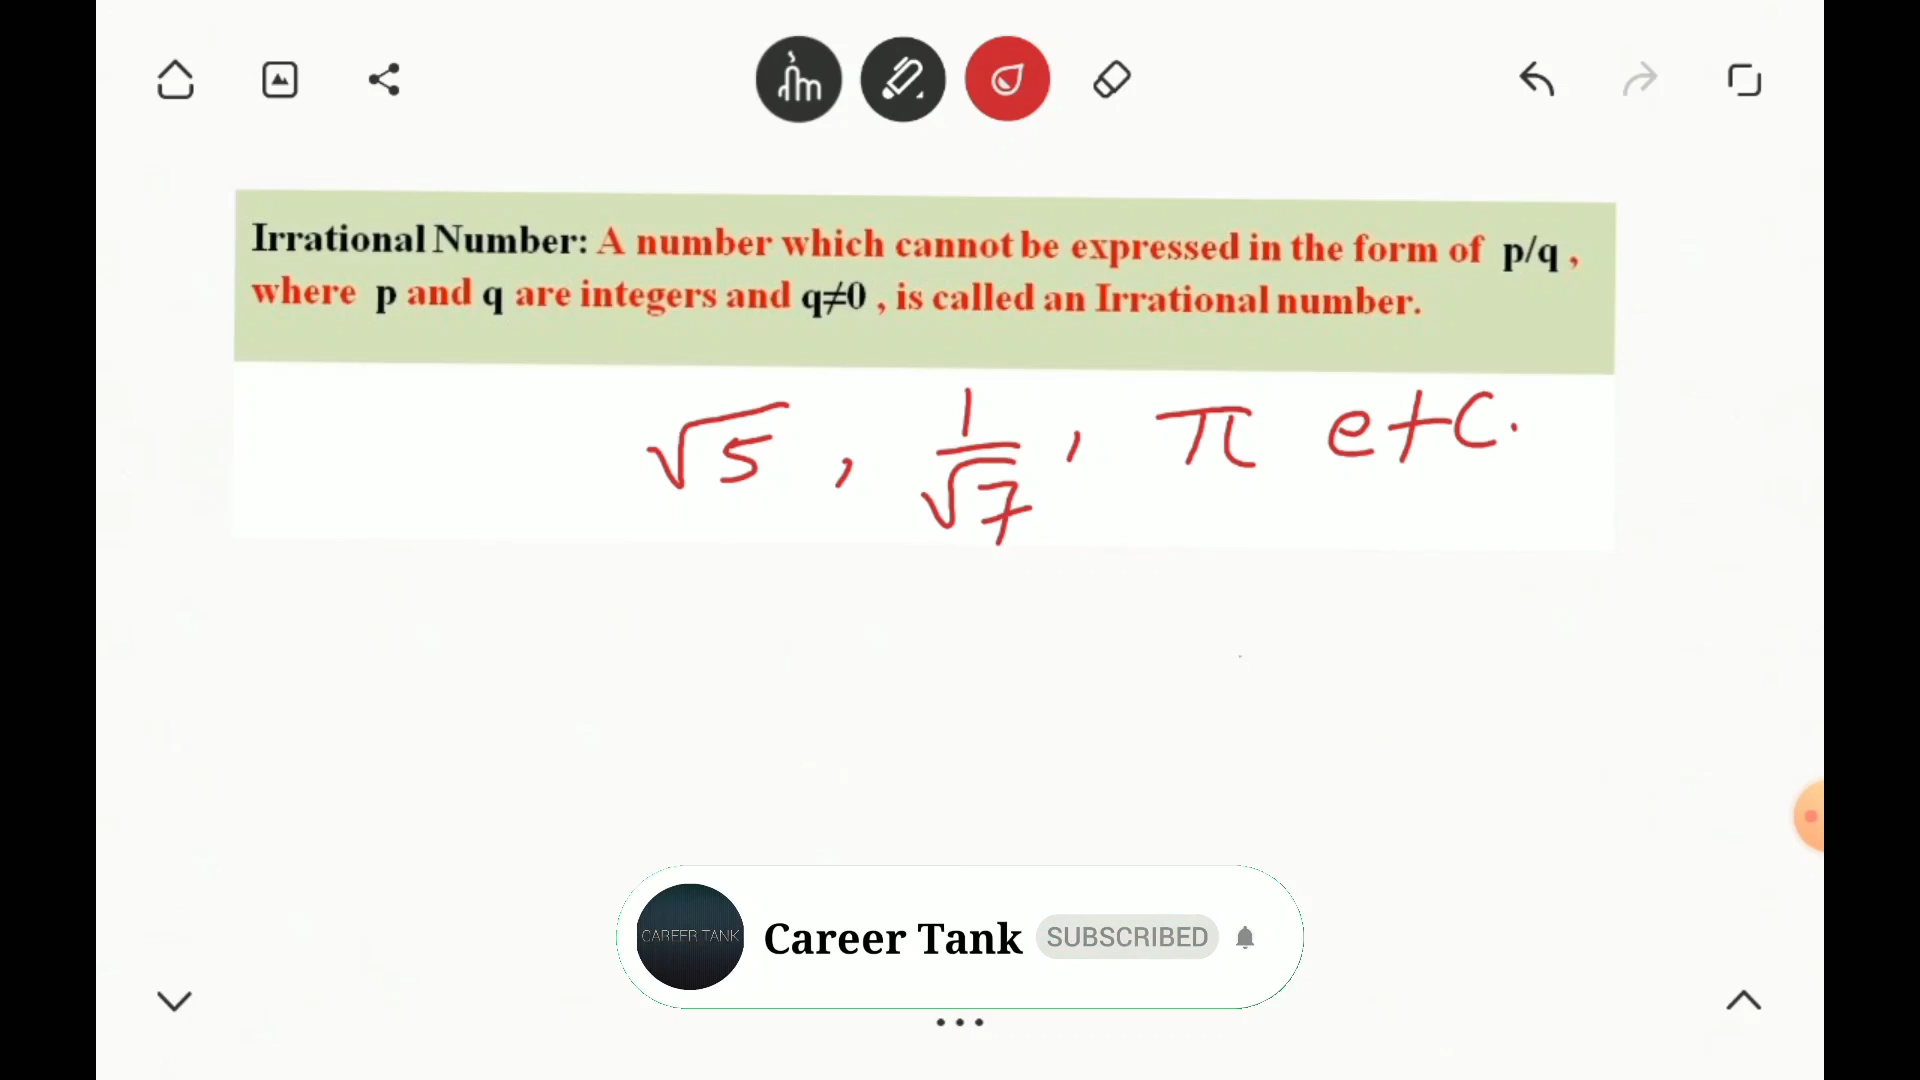 Irrational Number: A number which cannot be expressed in the form of p/q ,
where p and q are integers and q≠0 , is called an Irrational number.
√5 , 1/√7 , π etc.
CAREER TANK
Career Tank SUBSCRIBED